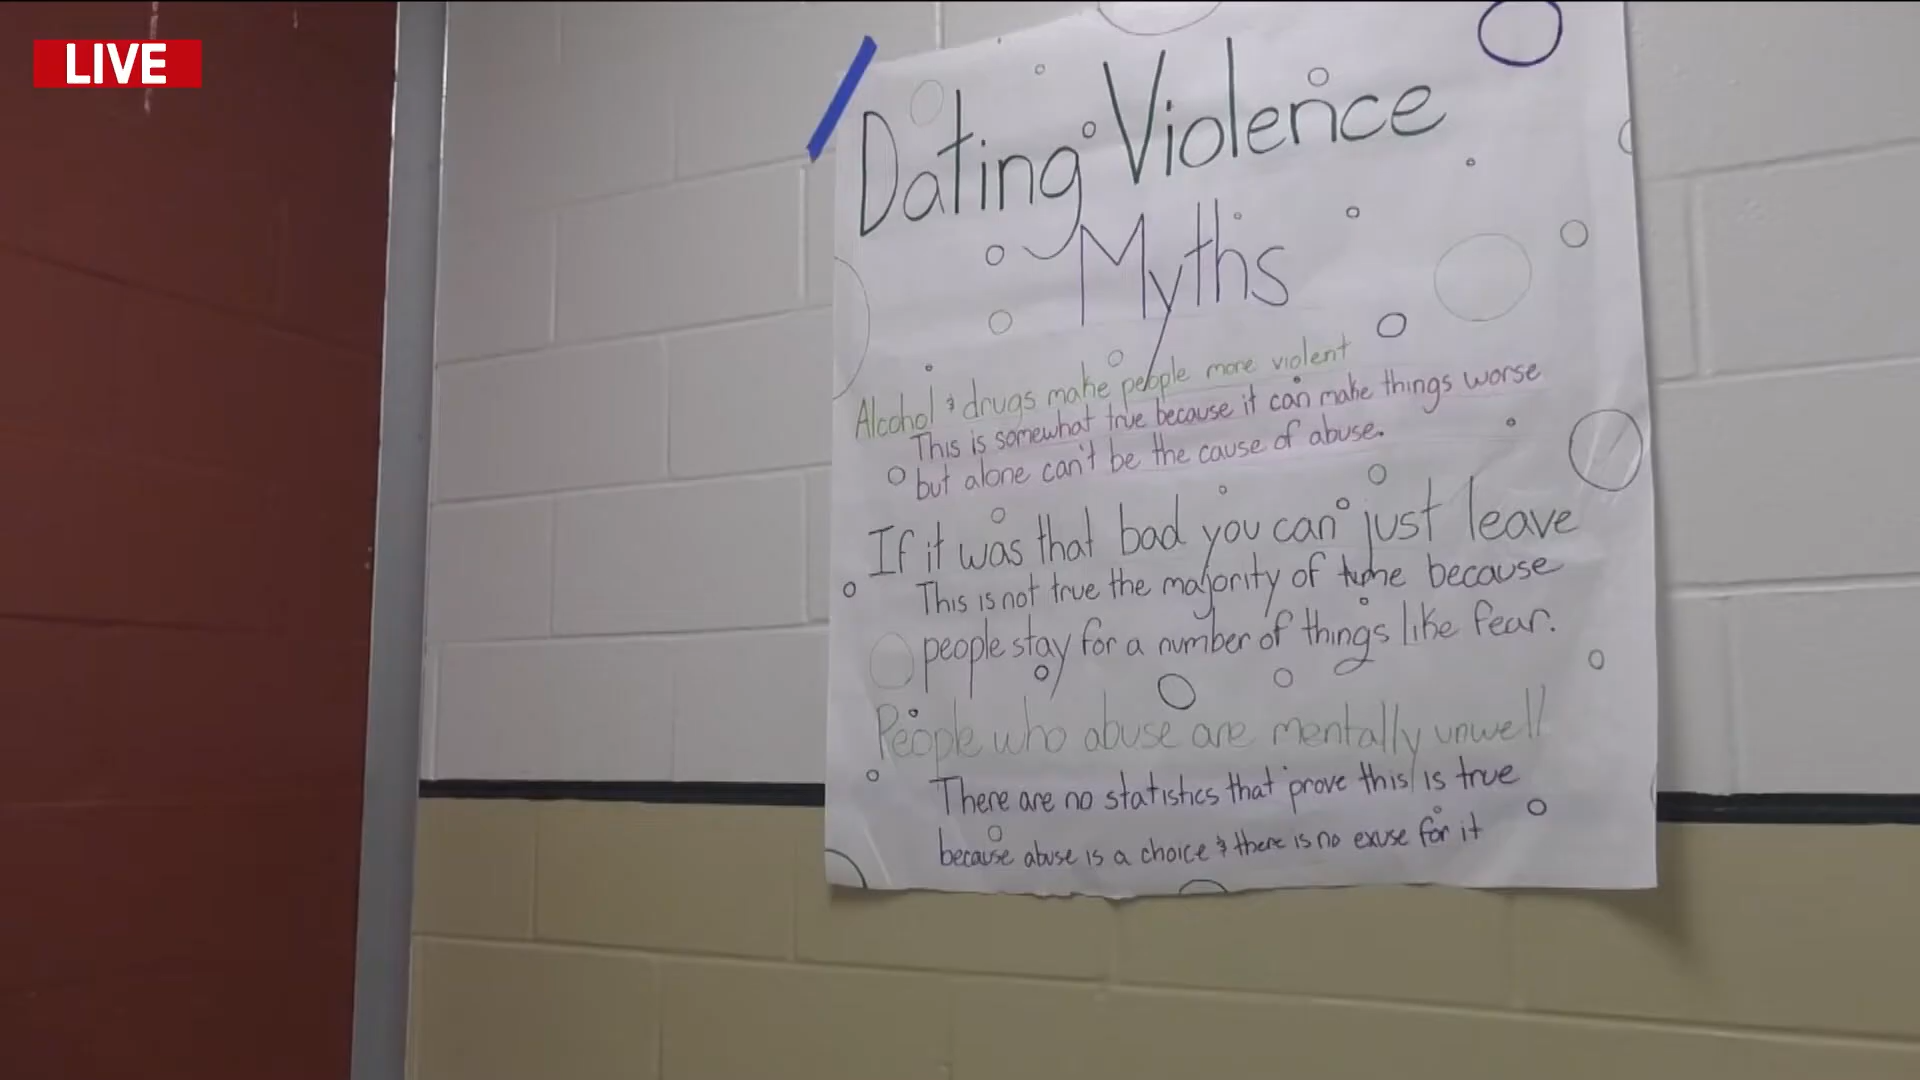 LIVE
Dating Violence
Myths
Alcohol & drugs make people more violent
This is somewhat true because it can make things worse
but alone can't be the cause of abuse.
If it was that bad you can just leave
This is not true the majority of time because
people stay for a number of things like fear.
People who abuse are mentally unwell
There are no statistics that prove this is true
because abuse is a choice & there is no exuse for it